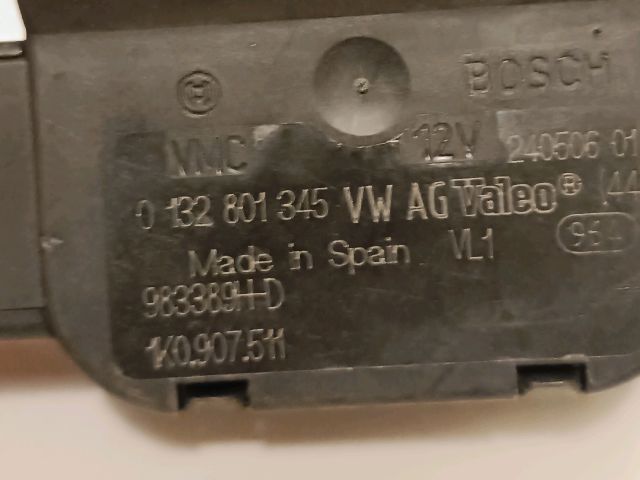 BOSCH
12V 240506 01
0 132 801 345 VW AG Valeo® (44
Made in Spain VL1
983389H-D
1K0.907.511